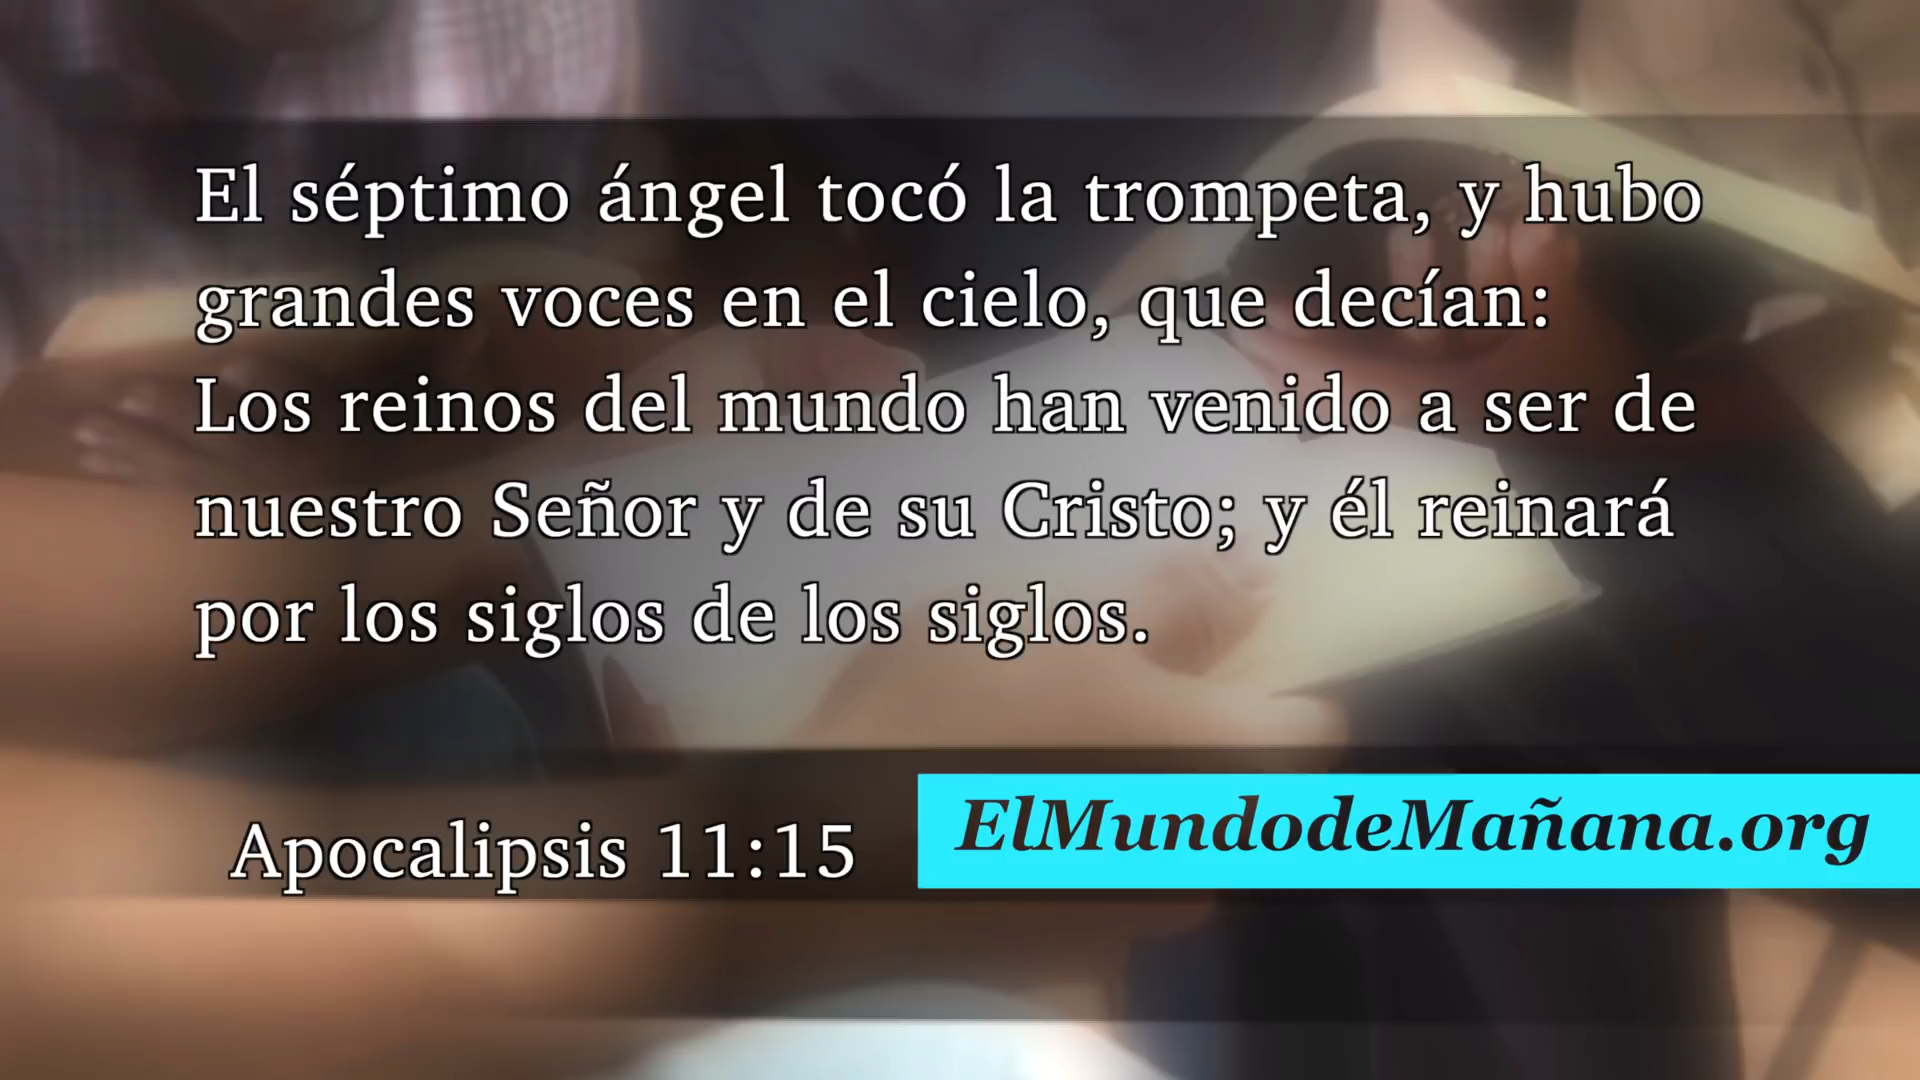 El séptimo ángel tocó la trompeta, y hubo
grandes voces en el cielo, que decían:
Los reinos del mundo han venido a ser de
nuestro Señor y de su Cristo; y él reinará
por los siglos de los siglos.
Apocalipsis 11:15
ElMundodeMañana.org